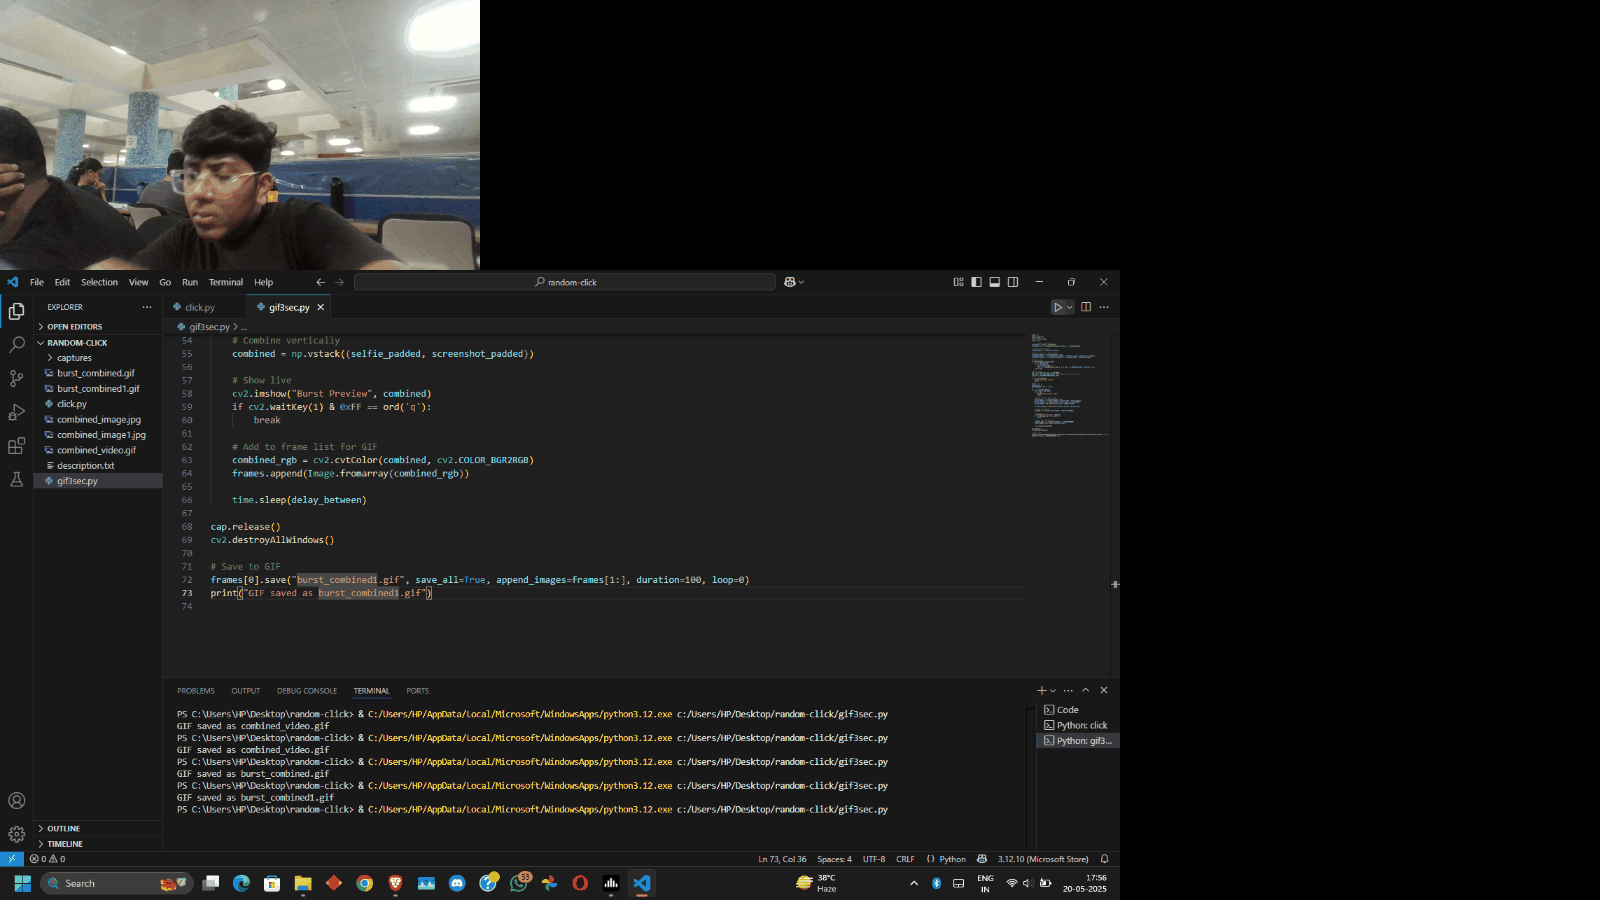 File Edit Selection View Go Run Terminal Help
random-click
EXPLORER
OPEN EDITORS
RANDOM-CLICK
captures
burst_combined.gif
burst_combined1.gif
click.py
combined_image.jpg
combined_image1.jpg
combined_video.gif
description.txt
gif3sec.py
OUTLINE
TIMELINE
click.py
gif3sec.py
gif3sec.py > ...
54 # Combine vertically
55 combined = np.vstack((selfie_padded, screenshot_padded))
56
57 # Show live
58 cv2.imshow("Burst Preview", combined)
59 if cv2.waitKey(1) & 0xFF == ord('q'):
60 break
61
62 # Add to frame list for GIF
63 combined_rgb = cv2.cvtColor(combined, cv2.COLOR_BGR2RGB)
64 frames.append(Image.fromarray(combined_rgb))
65
66 time.sleep(delay_between)
67
68 cap.release()
69 cv2.destroyAllWindows()
70
71 # Save to GIF
72 frames[0].save("burst_combined1.gif", save_all=True, append_images=frames[1:], duration=100, loop=0)
73 print("GIF saved as burst_combined1.gif")
74
PROBLEMS OUTPUT DEBUG CONSOLE TERMINAL PORTS
PS C:\Users\HP\Desktop\random-click> & C:/Users/HP/AppData/Local/Microsoft/WindowsApps/python3.12.exe c:/Users/HP/Desktop/random-click/gif3sec.py
GIF saved as combined_video.gif
PS C:\Users\HP\Desktop\random-click> & C:/Users/HP/AppData/Local/Microsoft/WindowsApps/python3.12.exe c:/Users/HP/Desktop/random-click/gif3sec.py
GIF saved as combined_video.gif
PS C:\Users\HP\Desktop\random-click> & C:/Users/HP/AppData/Local/Microsoft/WindowsApps/python3.12.exe c:/Users/HP/Desktop/random-click/gif3sec.py
GIF saved as burst_combined.gif
PS C:\Users\HP\Desktop\random-click> & C:/Users/HP/AppData/Local/Microsoft/WindowsApps/python3.12.exe c:/Users/HP/Desktop/random-click/gif3sec.py
GIF saved as burst_combined1.gif
PS C:\Users\HP\Desktop\random-click> & C:/Users/HP/AppData/Local/Microsoft/WindowsApps/python3.12.exe c:/Users/HP/Desktop/random-click/gif3sec.py
Code
Python: click
Python: gif3...
0 0
Ln 73, Col 36 Spaces: 4 UTF-8 CRLF Python 3.12.10 (Microsoft Store)
Search
33
38°C
Haze
ENG
IN
17:56
20-05-2025